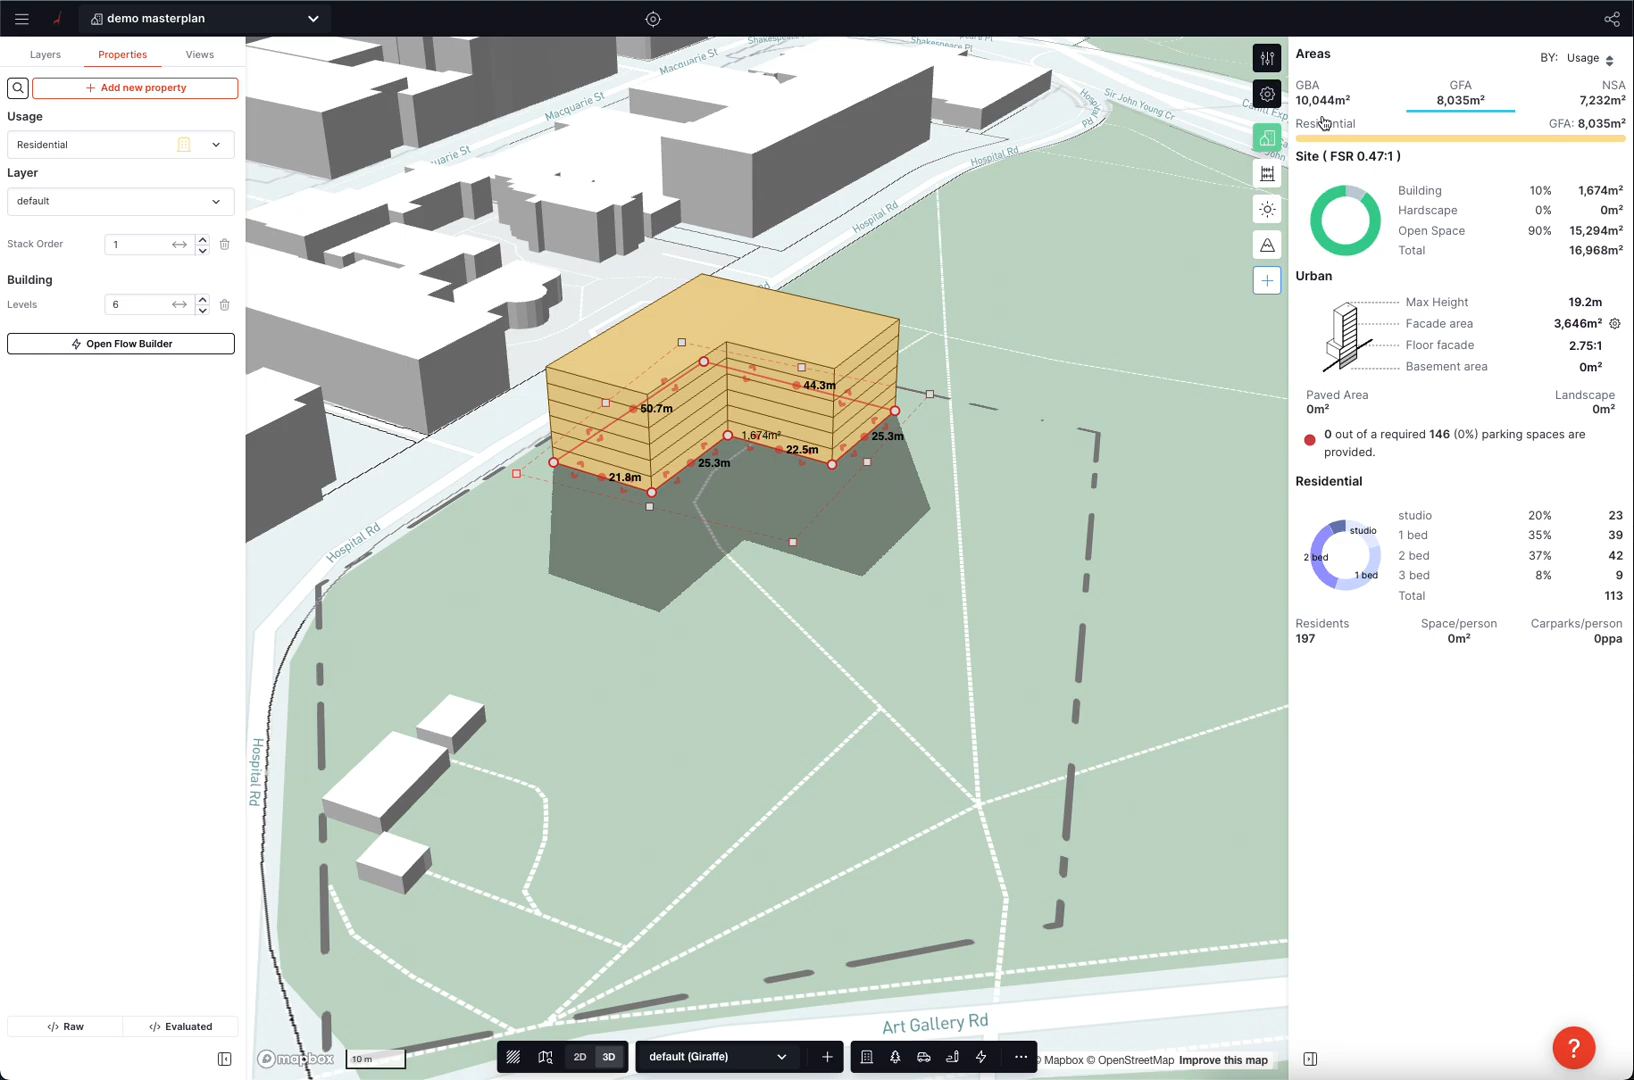 demo masterplan
Layers
Properties
Views
+ Add new property
Usage
Residential
Layer
default
Stack Order
1
Building
Levels
6
Open Flow Builder
</> Raw
</> Evaluated
Macquarie St
Shakespeare Pl
Macquarie St
quarie St
Sir John Young Cr
Hospital Rd
Hospital Rd
Hospital Rd
Hospital Rd
Hospital Rd
44.3m
50.7m
1,674m²
25.3m
22.5m
25.3m
21.8m
Art Gallery Rd
mapbox
10 m
2D
3D
default (Giraffe)
+
...
© Mapbox © OpenStreetMap Improve this map
Areas
BY: Usage
GBA
10,044m²
GFA
8,035m²
NSA
7,232m²
Residential
GFA: 8,035m²
Site ( FSR 0.47:1 )
Building 10% 1,674m²
Hardscape 0% 0m²
Open Space 90% 15,294m²
Total 16,968m²
Urban
Max Height 19.2m
Facade area 3,646m²
Floor facade 2.75:1
Basement area 0m²
Paved Area
0m²
Landscape
0m²
0 out of a required 146 (0%) parking spaces are
provided.
Residential
studio
2 bed
1 bed
studio 20% 23
1 bed 35% 39
2 bed 37% 42
3 bed 8% 9
Total 113
Residents
197
Space/person
0m²
Carparks/person
0ppa
?